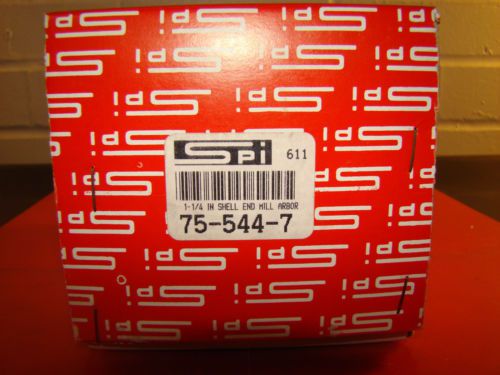 SPi 611
1-1/4 IN SHELL END MILL ARBOR
75-544-7